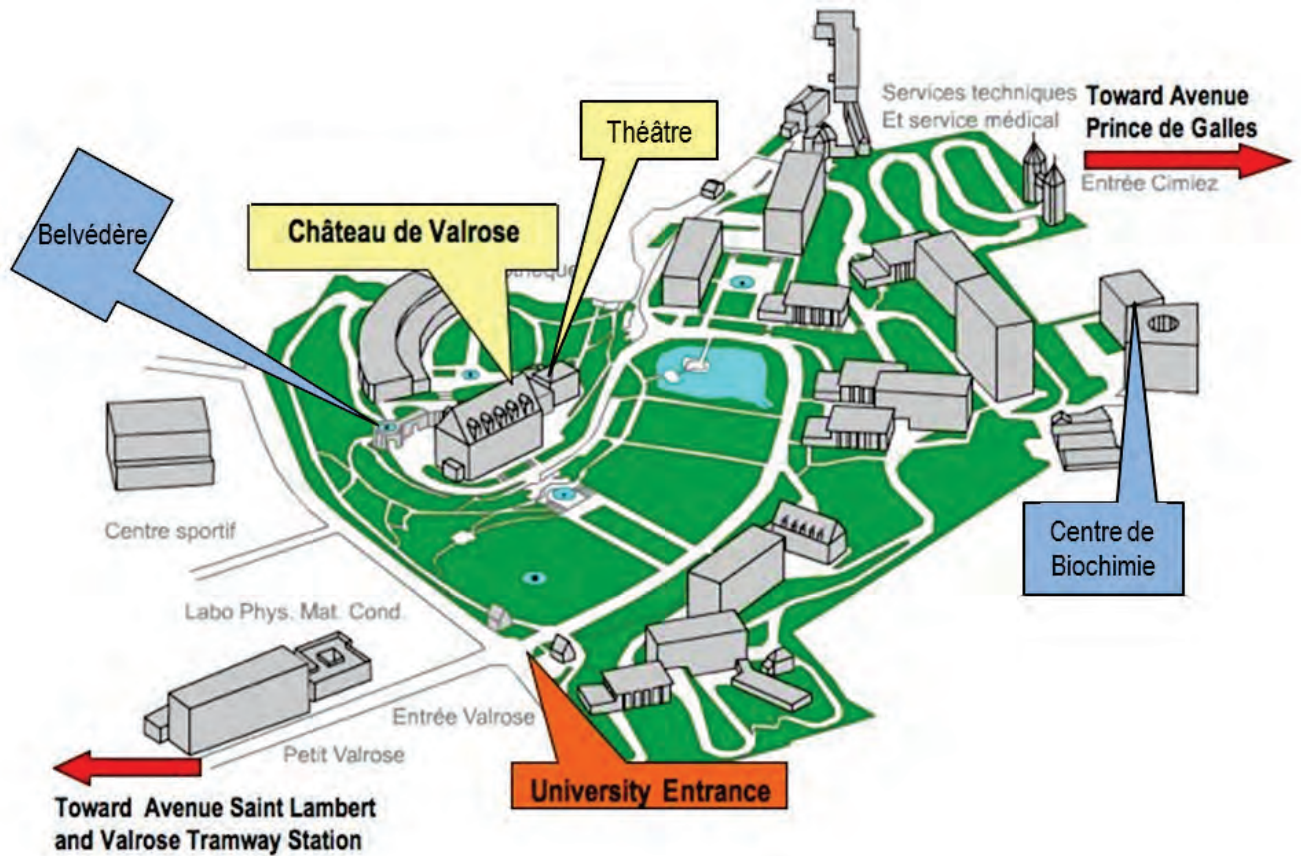 Services techniques
Et service médical
Toward Avenue
Prince de Galles
Entrée Cimiez
Théâtre
Belvédère
Château de Valrose
Centre sportif
Centre de
Biochimie
Labo Phys. Mat. Cond.
Entrée Valrose
Petit Valrose
University Entrance
Toward Avenue Saint Lambert
and Valrose Tramway Station